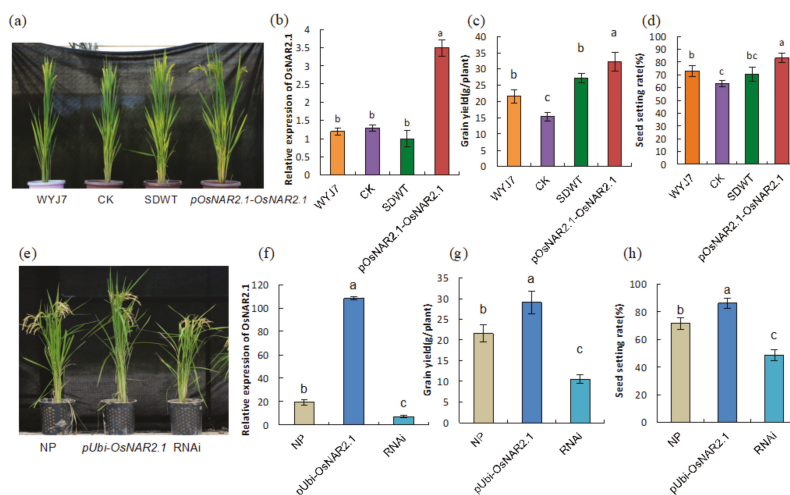 (a)
WYJ7 CK SDWT pOsNAR2.1-OsNAR2.1
(b)
Relative expression of OsNAR2.1
4
3.5
3
2.5
2
1.5
1
0.5
0
b
b
b
a
WYJ7
CK
SDWT
pOsNAR2.1-OsNAR2.1
(c)
Grain yield(g/plant)
40
35
30
25
20
15
10
5
0
b
c
b
a
WYJ7
CK
SDWT
pOsNAR2.1-OsNAR2.1
(d)
Seed setting rate(%)
100
90
80
70
60
50
40
30
20
10
0
b
c
bc
a
WYJ7
CK
SDWT
pOsNAR2.1-OsNAR2.1
(e)
NP pUbi-OsNAR2.1 RNAi
(f)
Relative expression of OsNAR2.1
120
100
80
60
40
20
0
b
a
c
NP
pUbi-OsNAR2.1
RNAi
(g)
Grain yield(g/plant)
35
30
25
20
15
10
5
0
b
a
c
NP
pUbi-OsNAR2.1
RNAi
(h)
Seed setting rate(%)
100
80
60
40
20
0
b
a
c
NP
pUbi-OsNAR2.1
RNAi